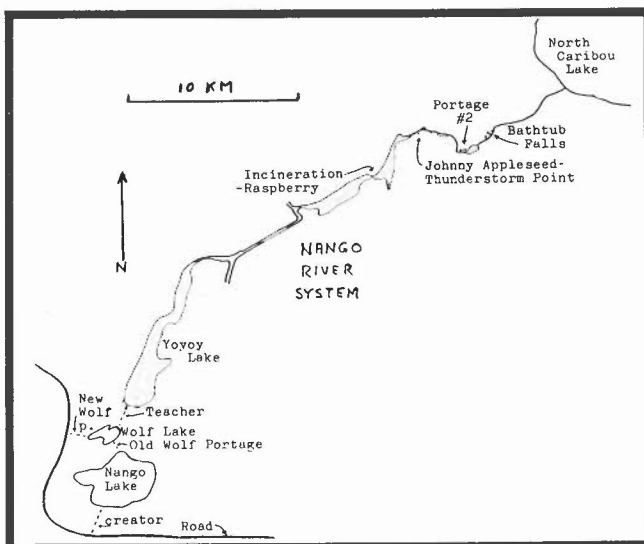 North
Caribou
Lake
10 KM
Portage
#2
Bathtub
Falls
Johnny Appleseed-
Thunderstorm Point
Incineration
-Raspberry
N
NANGO
RIVER
SYSTEM
Yoyoy
Lake
New
Wolf
p.
Teacher
Wolf Lake
Old Wolf Portage
Nango
Lake
creator
Road